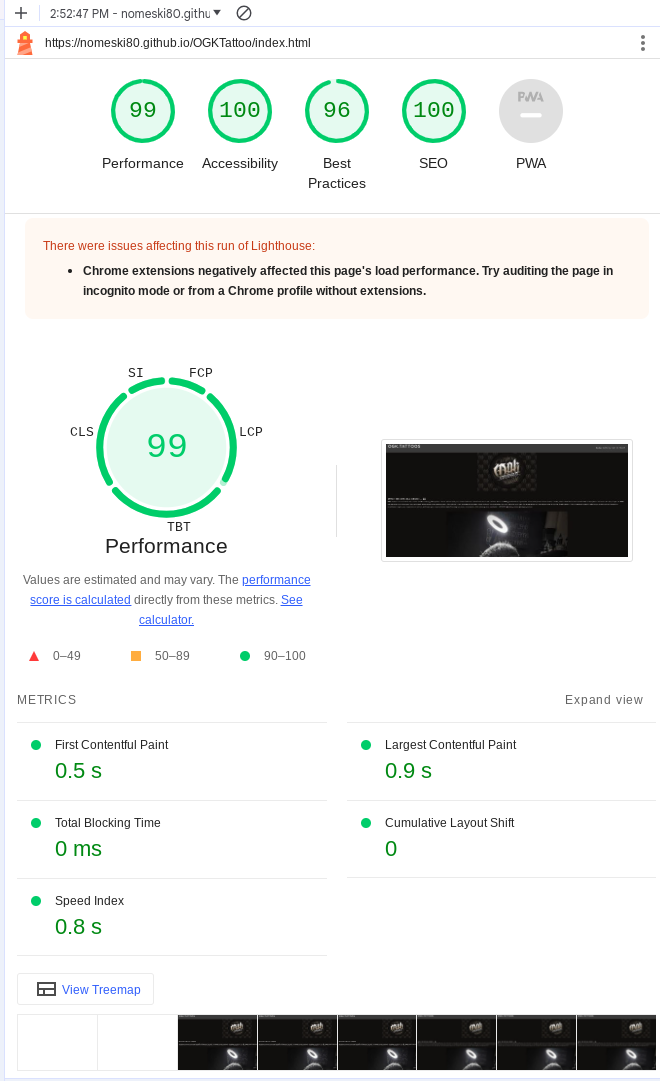 2:52:47 PM - nomeski80.githu
https://nomeski80.github.io/OGKTattoo/index.html
99
100
96
100
PWA
Performance
Accessibility
Best
Practices
SEO
PWA
There were issues affecting this run of Lighthouse:
Chrome extensions negatively affected this page's load performance. Try auditing the page in
incognito mode or from a Chrome profile without extensions.
SI
FCP
CLS
LCP
99
TBT
Performance
Values are estimated and may vary. The performance
score is calculated directly from these metrics. See
calculator.
0–49
50–89
90–100
METRICS
Expand view
First Contentful Paint
0.5 s
Largest Contentful Paint
0.9 s
Total Blocking Time
0 ms
Cumulative Layout Shift
0
Speed Index
0.8 s
View Treemap